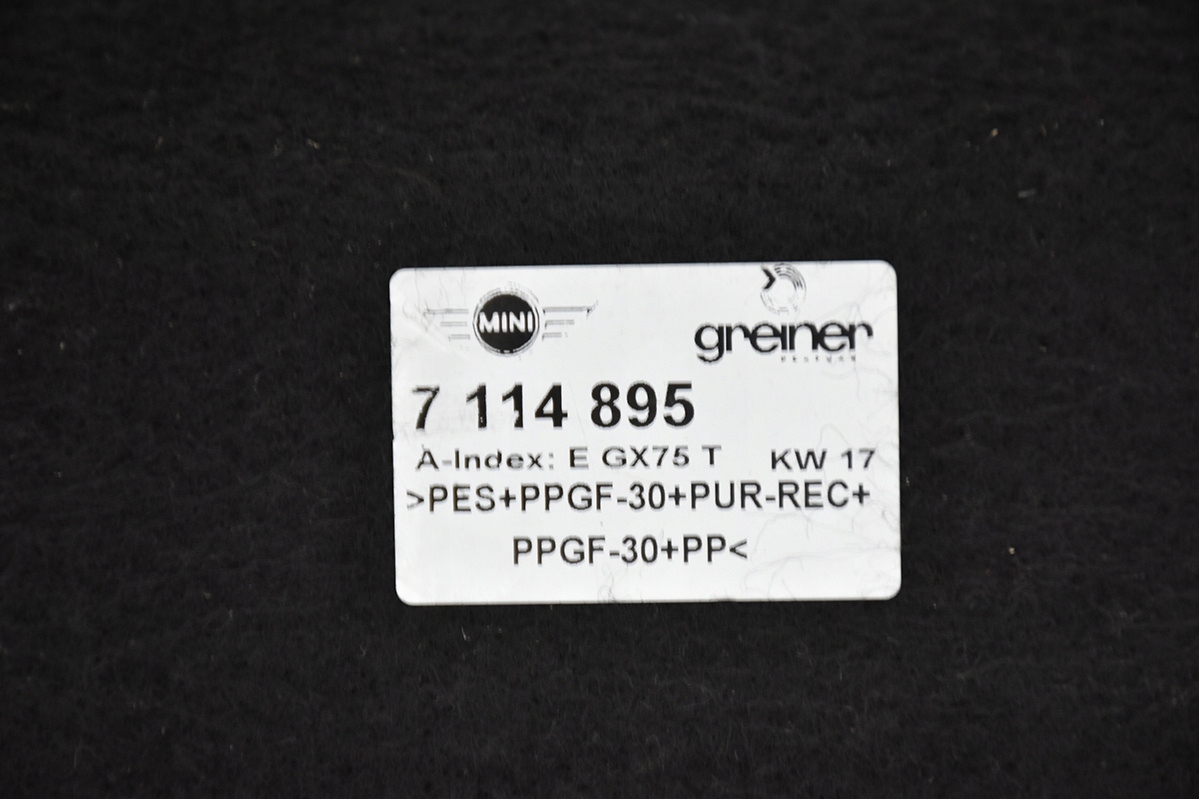 MINI
greiner
7 114 895
A-Index: E GX75 T KW 17
>PES+PPGF-30+PUR-REC+
PPGF-30+PP<